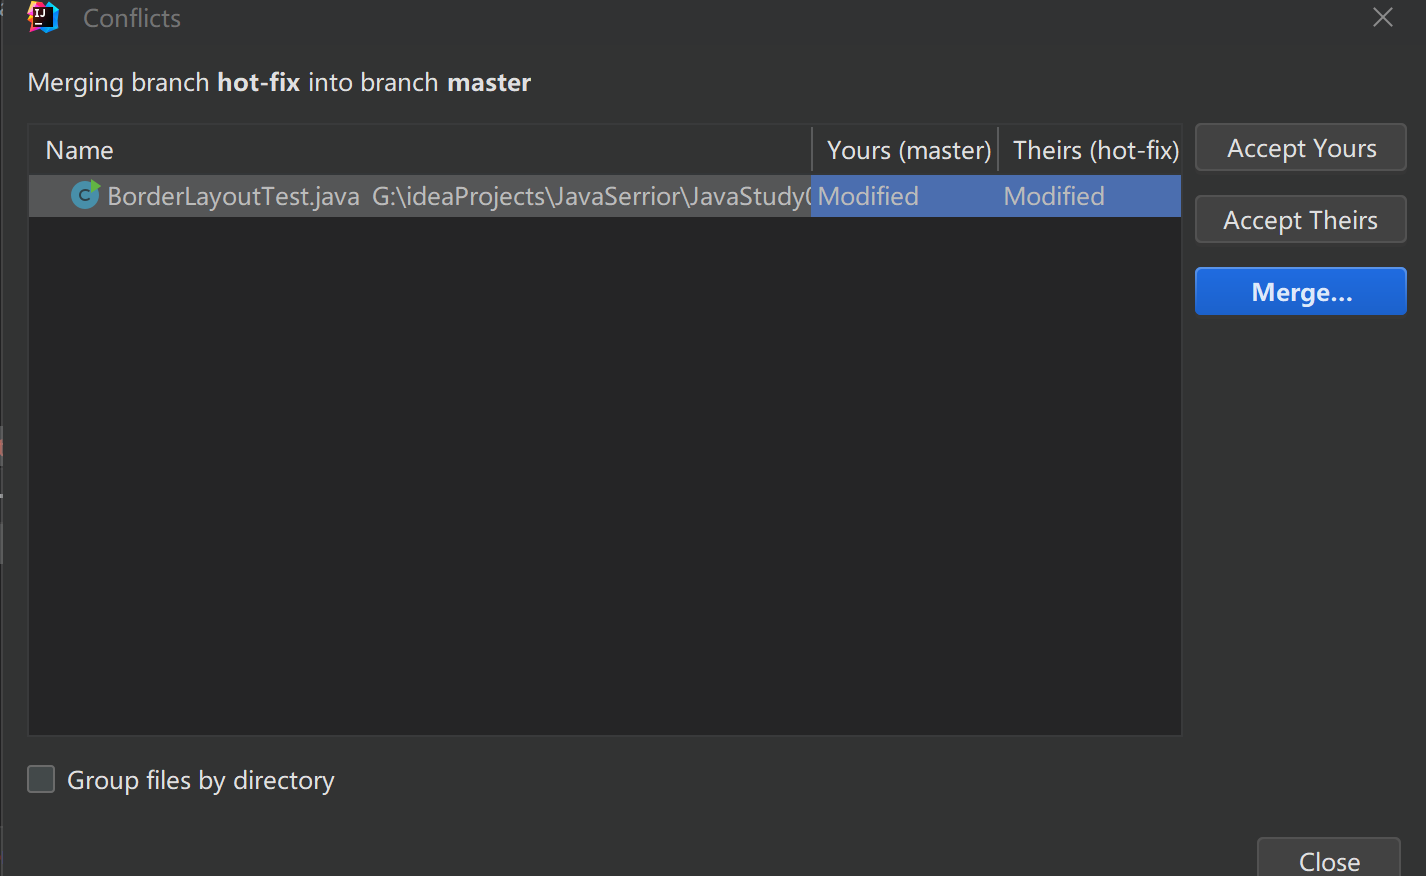 IJ
Conflicts
Merging branch hot-fix into branch master
Name Yours (master) Theirs (hot-fix)
C BorderLayoutTest.java G:\ideaProjects\JavaSerrior\JavaStudy Modified Modified
Accept Yours
Accept Theirs
Merge...
Group files by directory
Close